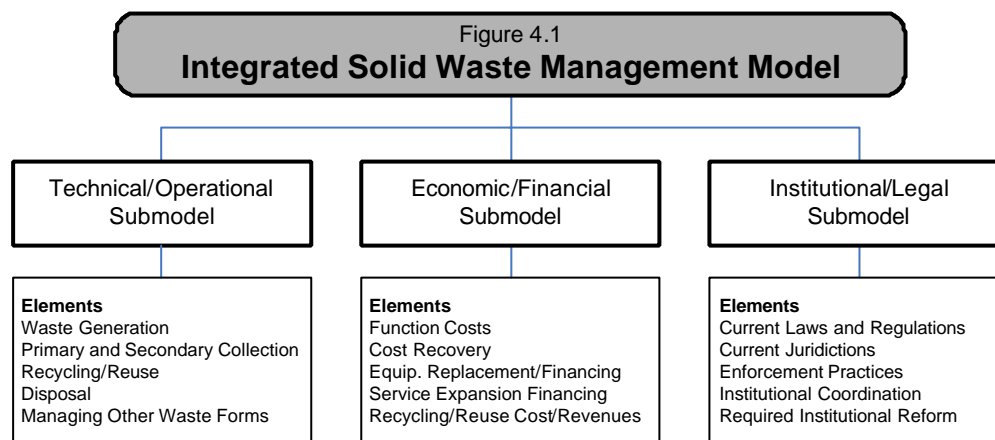 Figure 4.1
Integrated Solid Waste Management Model
Technical/Operational
Submodel
Economic/Financial
Submodel
Institutional/Legal
Submodel
Elements
Waste Generation
Primary and Secondary Collection
Recycling/Reuse
Disposal
Managing Other Waste Forms
Elements
Function Costs
Cost Recovery
Equip. Replacement/Financing
Service Expansion Financing
Recycling/Reuse Cost/Revenues
Elements
Current Laws and Regulations
Current Juridictions
Enforcement Practices
Institutional Coordination
Required Institutional Reform